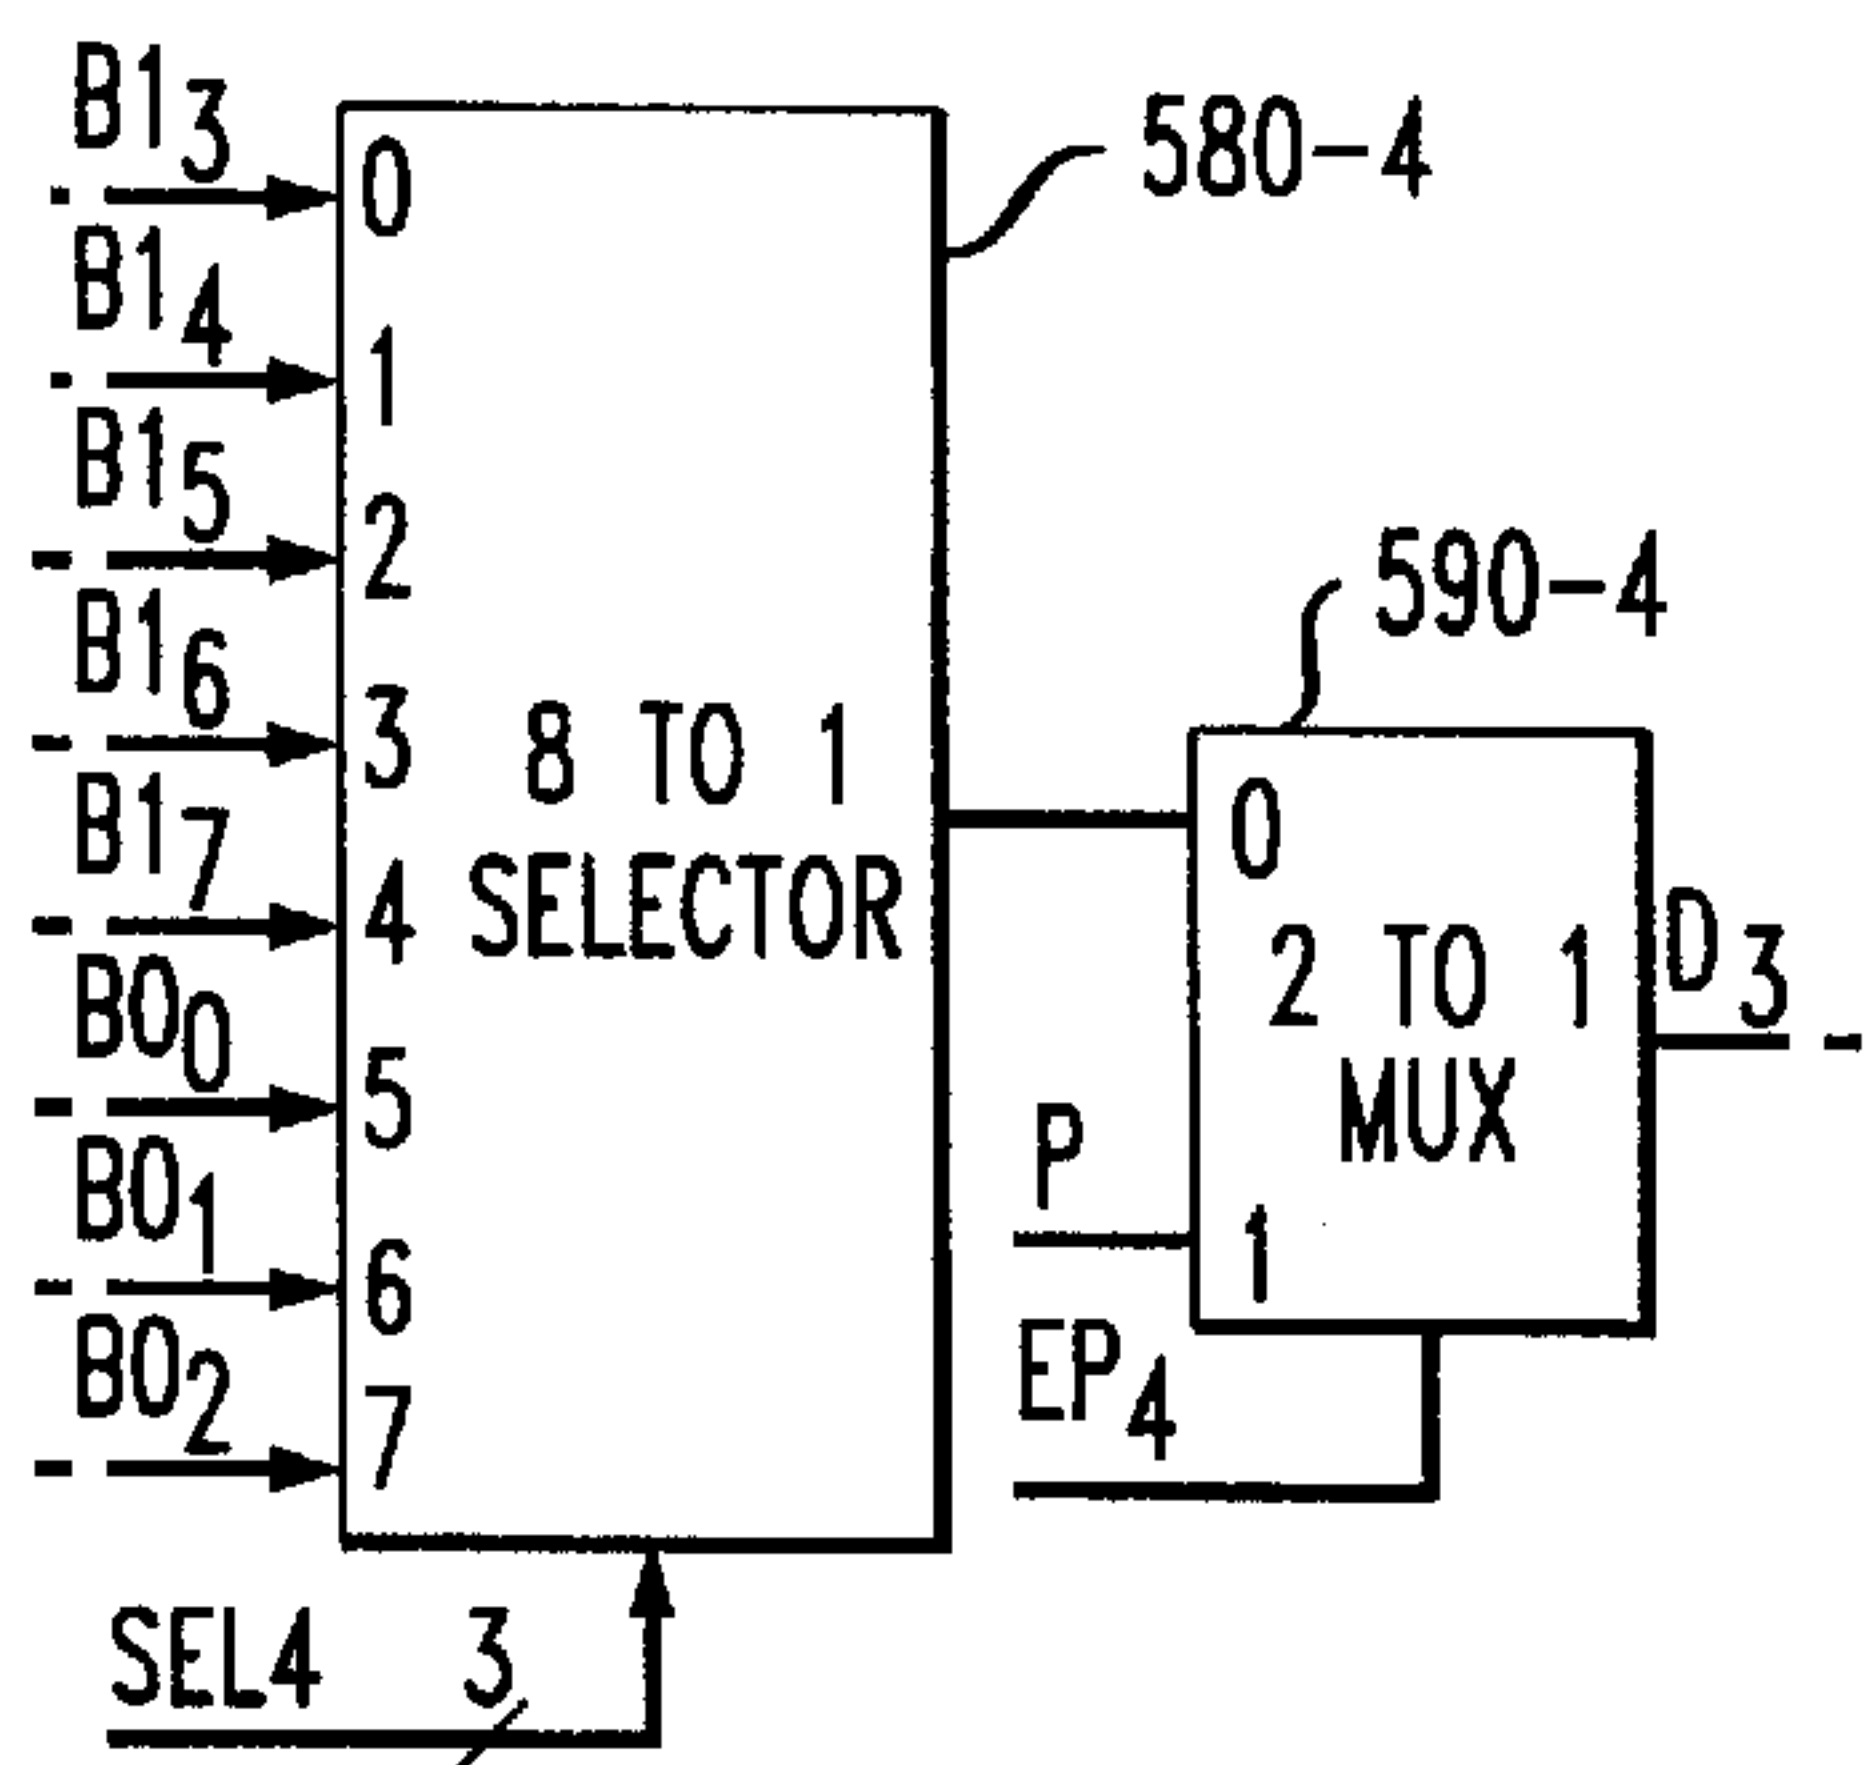 B1₃
0
580-4
B1₄
1
B1₅
2
590-4
B1₆
3
8 TO 1
SELECTOR
B1₇
4
B0₀
5
B0₁
6
B0₂
7
0
2 TO 1
MUX
1
D₃
P
EP₄
SEL4 3